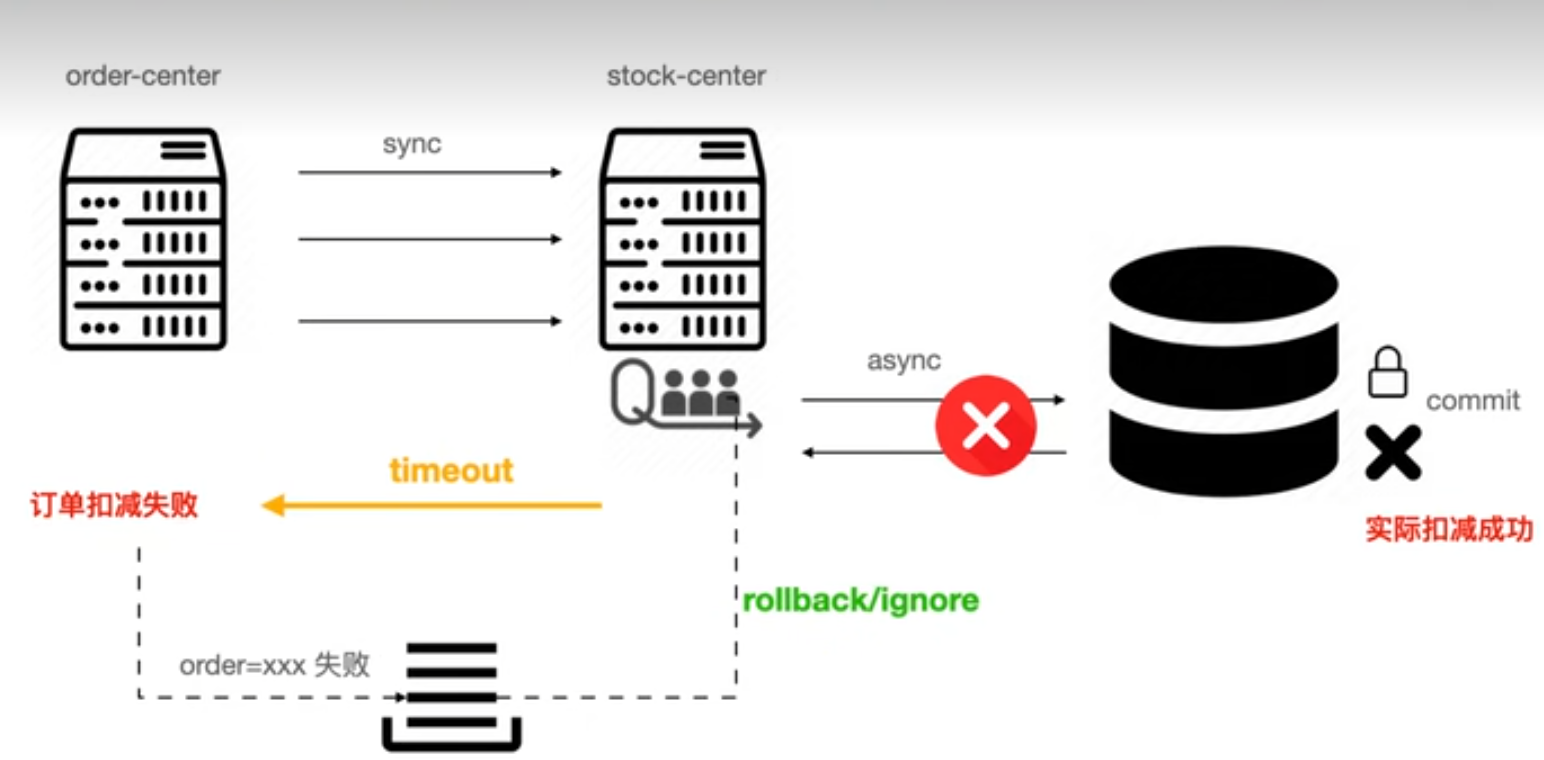 order-center
stock-center
sync
async
commit
timeout
订单扣减失败
实际扣减成功
rollback/ignore
order=xxx 失败